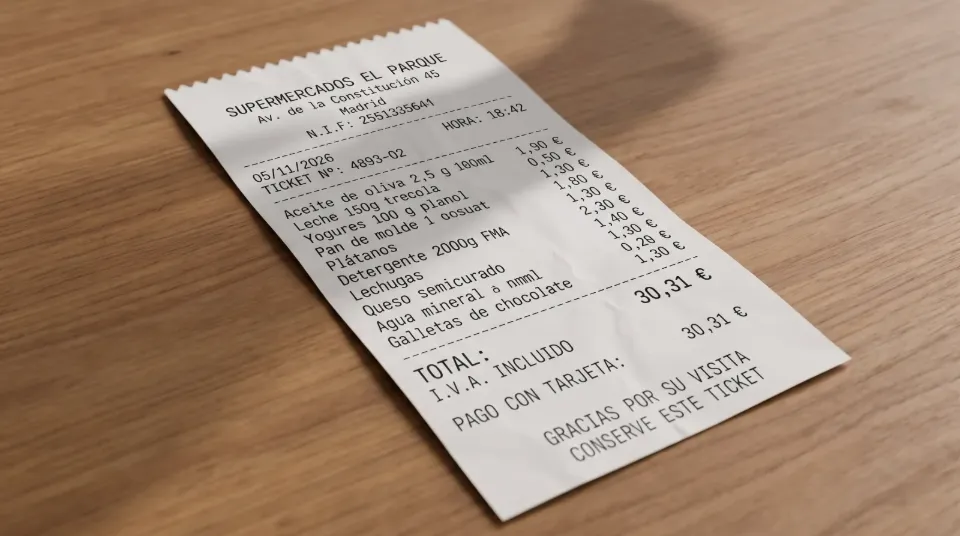 SUPERMERCADOS EL PARQUE
Av. de la Constitución 45
Madrid
N.I.F: 2551335641
05/11/2026 HORA: 18:42
TICKET Nº: 4893-02
Aceite de oliva 2.5 g 180ml 1,90 €
Leche 150g trecola 0,50 €
Yogures 100 g planol 1,30 €
Pan de molde 1 oosuat 1,80 €
Plátanos 1,30 €
Detergente 2000g FMA 2,30 €
Lechugas 1,40 €
Queso semicurado 1,30 €
Agua mineral ō nmml 0,20 €
Galletas de chocolate 1,30 €
TOTAL: 30,31 €
I.V.A. INCLUIDO
PAGO CON TARJETA: 30,31 €
GRACIAS POR SU VISITA
CONSERVE ESTE TICKET